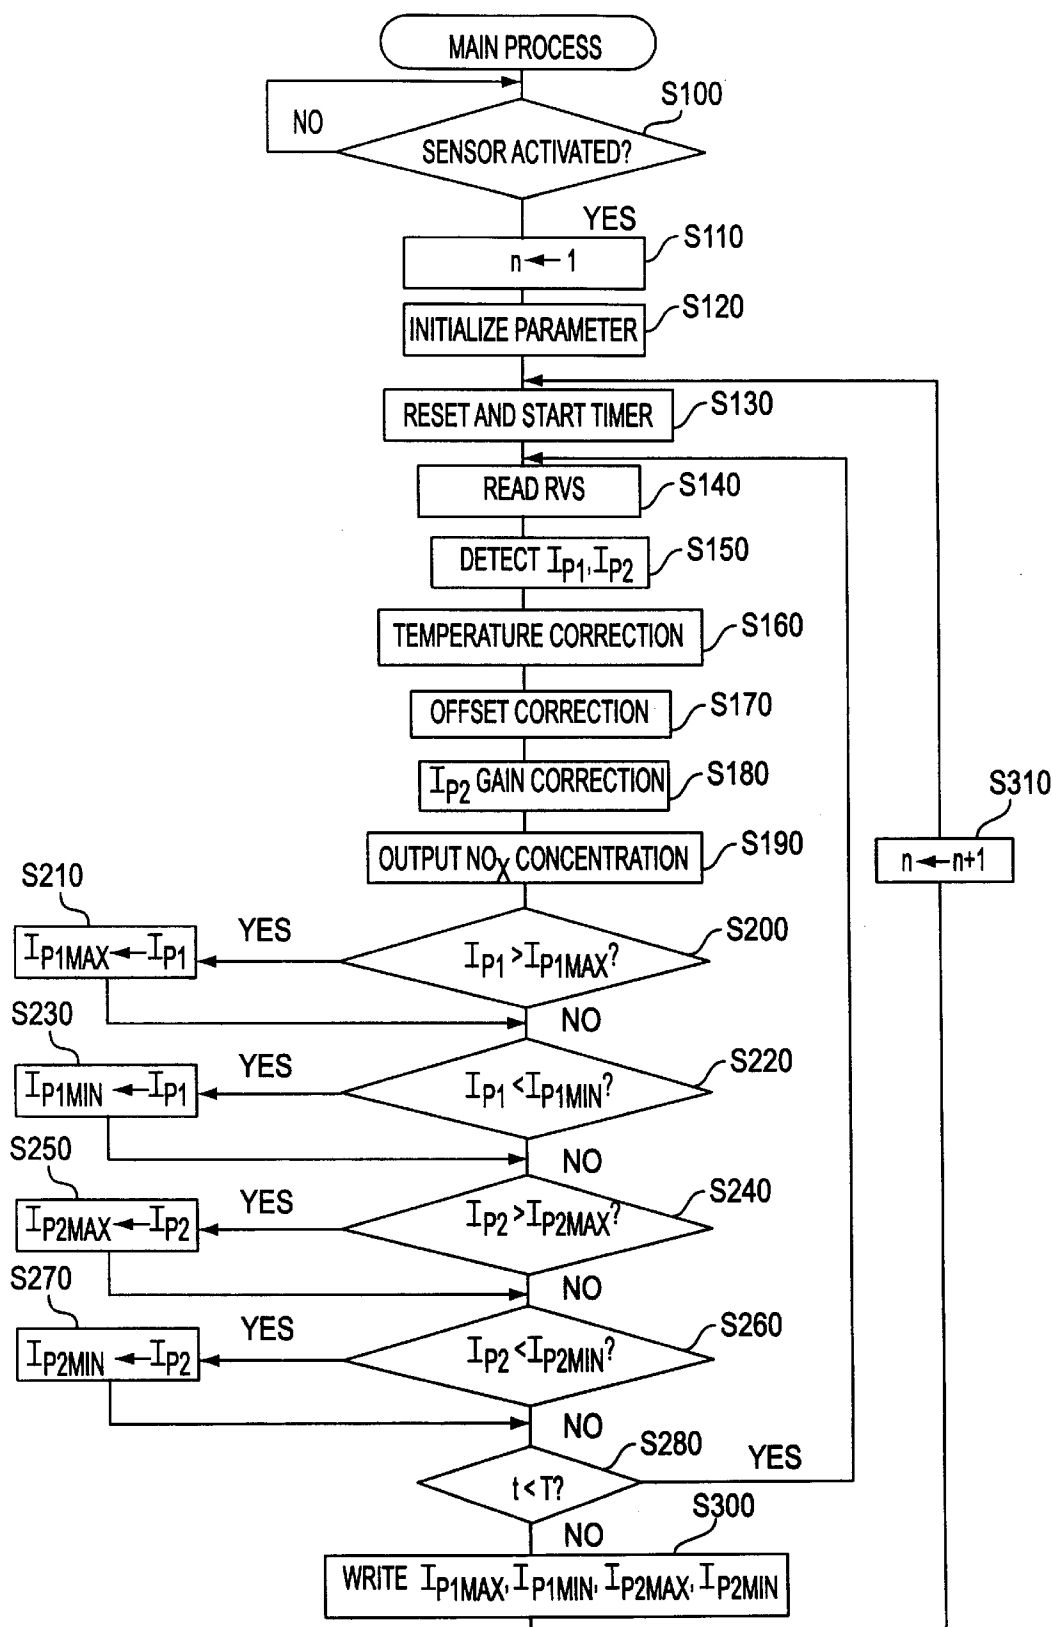 MAIN PROCESS
S100
NO
SENSOR ACTIVATED?
YES
S110
n ← 1
S120
INITIALIZE PARAMETER
S130
RESET AND START TIMER
S140
READ RVS
S150
DETECT IP1, IP2
S160
TEMPERATURE CORRECTION
S170
OFFSET CORRECTION
S180
IP2 GAIN CORRECTION
S310
n ← n+1
S190
OUTPUT NOX CONCENTRATION
S210
YES
S200
IP1MAX ← IP1
IP1 > IP1MAX?
NO
S230
YES
S220
IP1MIN ← IP1
IP1 < IP1MIN?
NO
S250
YES
S240
IP2MAX ← IP2
IP2 > IP2MAX?
NO
S270
YES
S260
IP2MIN ← IP2
IP2 < IP2MIN?
NO
S280
YES
t < T?
NO
S300
WRITE IP1MAX, IP1MIN, IP2MAX, IP2MIN